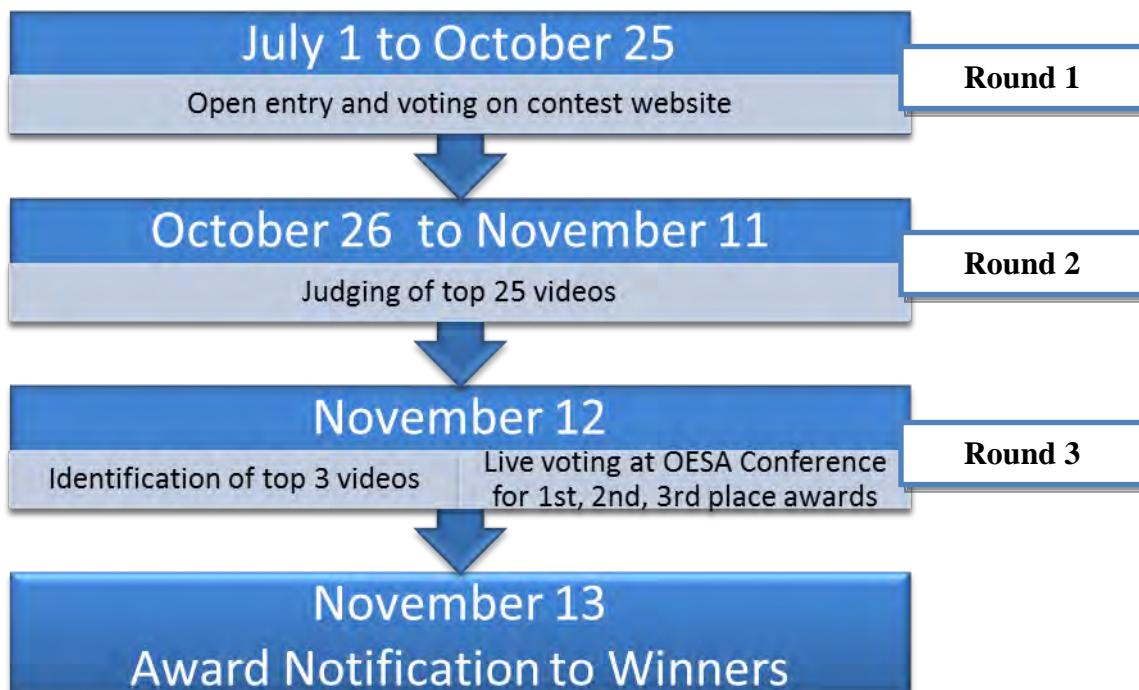 July 1 to October 25
Round 1
Open entry and voting on contest website
October 26 to November 11
Round 2
Judging of top 25 videos
November 12
Round 3
Identification of top 3 videos
Live voting at OESA Conference
for 1st, 2nd, 3rd place awards
November 13
Award Notification to Winners